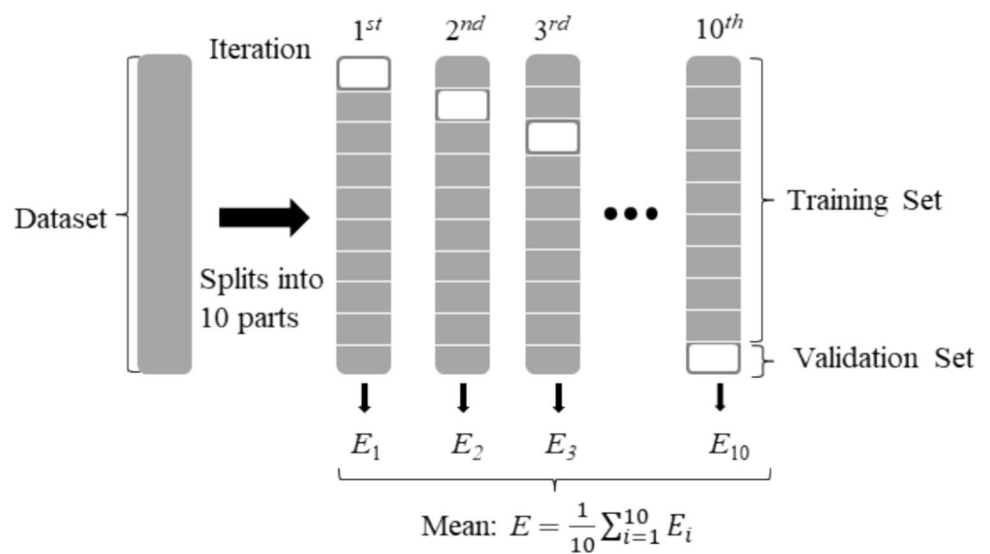 Iteration 1st 2nd 3rd 10th
Dataset
Splits into
10 parts
Training Set
Validation Set
E1 E2 E3 E10
Mean: E = 1/10 ∑_{i=1}^{10} E_i